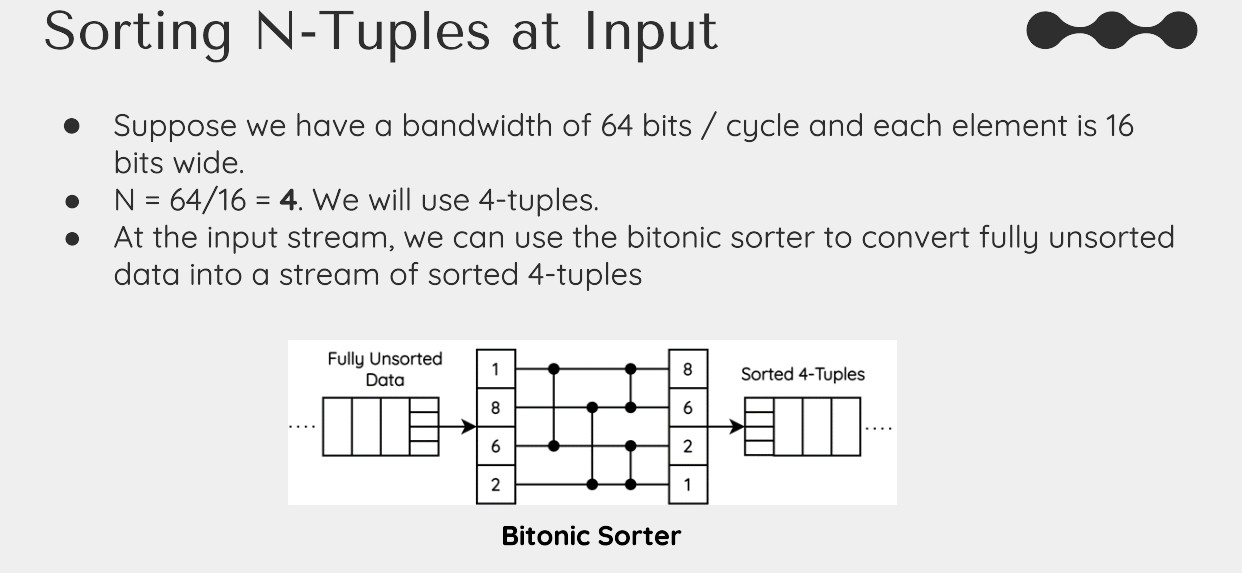 Sorting N-Tuples at Input
● Suppose we have a bandwidth of 64 bits / cycle and each element is 16
bits wide.
● N = 64/16 = 4. We will use 4-tuples.
● At the input stream, we can use the bitonic sorter to convert fully unsorted
data into a stream of sorted 4-tuples
Fully Unsorted
Data
....
1
8
6
2
8
6
2
1
Sorted 4-Tuples
....
Bitonic Sorter